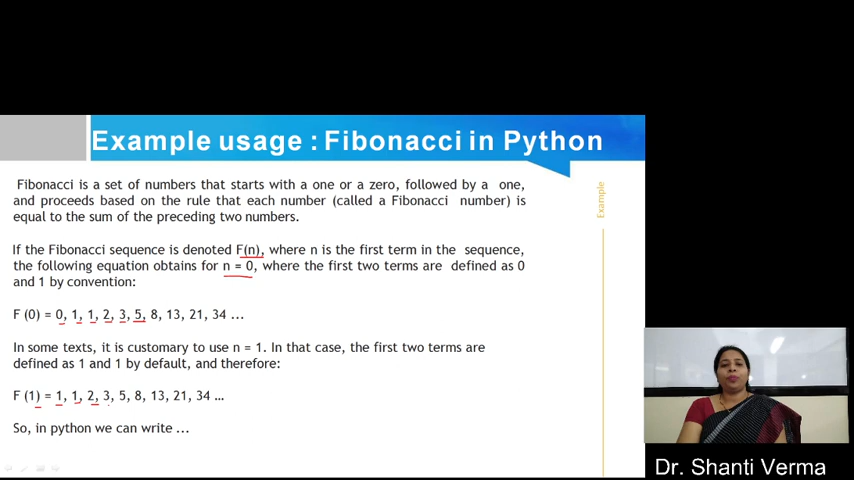 Example usage : Fibonacci in Python
Fibonacci is a set of numbers that starts with a one or a zero, followed by a one,
and proceeds based on the rule that each number (called a Fibonacci number) is
equal to the sum of the preceding two numbers.
If the Fibonacci sequence is denoted F(n), where n is the first term in the sequence,
the following equation obtains for n = 0, where the first two terms are defined as 0
and 1 by convention:
F (0) = 0, 1, 1, 2, 3, 5, 8, 13, 21, 34 ...
In some texts, it is customary to use n = 1. In that case, the first two terms are
defined as 1 and 1 by default, and therefore:
F (1) = 1, 1, 2, 3, 5, 8, 13, 21, 34 ...
So, in python we can write ...
Example
Dr. Shanti Verma